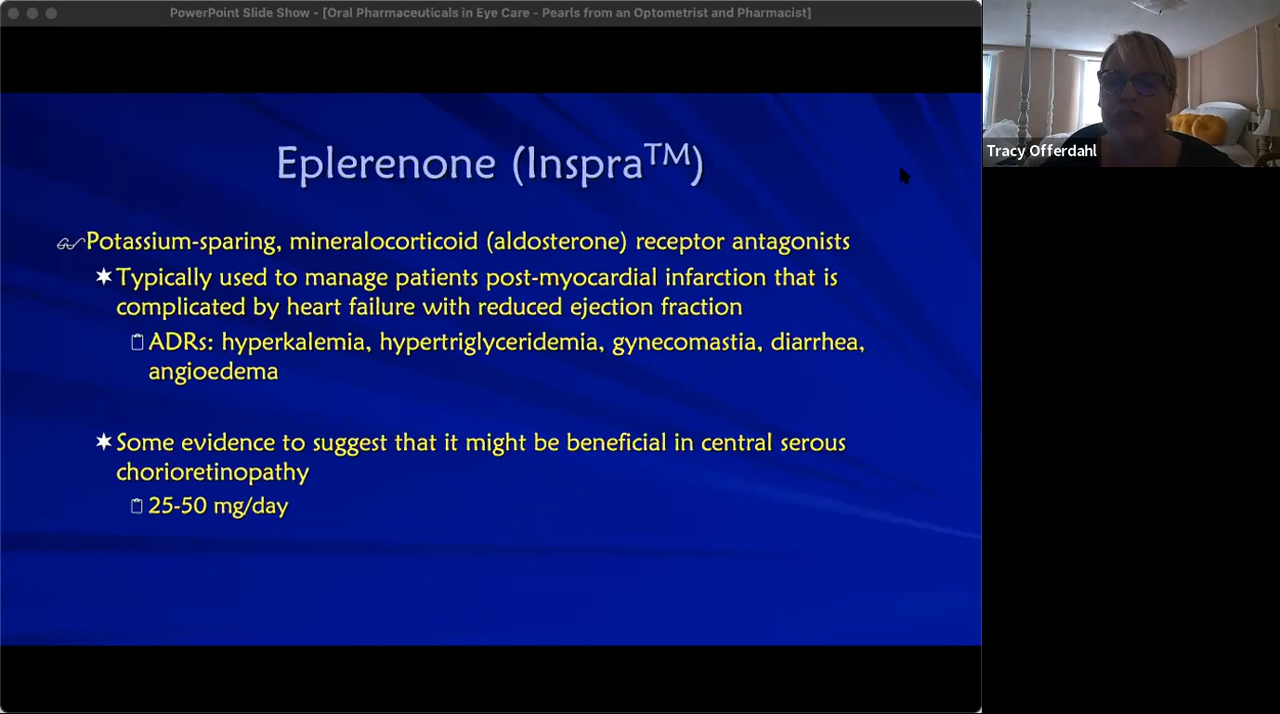 PowerPoint Slide Show - [Oral Pharmaceuticals in Eye Care - Pearls from an Optometrist and Pharmacist]
Eplerenone (Inspra™)
Potassium-sparing, mineralocorticoid (aldosterone) receptor antagonists
Typically used to manage patients post-myocardial infarction that is
complicated by heart failure with reduced ejection fraction
ADRs: hyperkalemia, hypertriglyceridemia, gynecomastia, diarrhea,
angioedema
Some evidence to suggest that it might be beneficial in central serous
chorioretinopathy
25-50 mg/day
Tracy Offerdahl